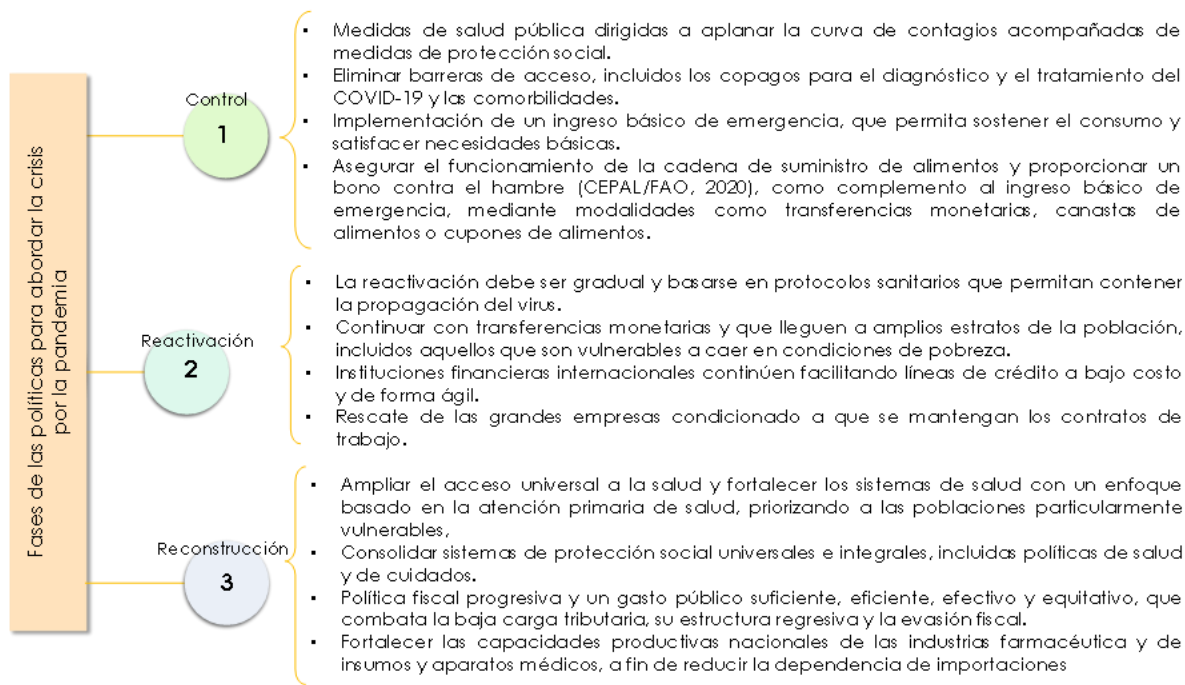 Fases de las políticas para abordar la crisis
por la pandemia
Control
1
▪ Medidas de salud pública dirigidas a aplanar la curva de contagios acompañadas de
medidas de protección social.
▪ Eliminar barreras de acceso, incluidos los copagos para el diagnóstico y el tratamiento del
COVID-19 y las comorbilidades.
▪ Implementación de un ingreso básico de emergencia, que permita sostener el consumo y
satisfacer necesidades básicas.
▪ Asegurar el funcionamiento de la cadena de suministro de alimentos y proporcionar un
bono contra el hambre (CEPAL/FAO, 2020), como complemento al ingreso básico de
emergencia, mediante modalidades como transferencias monetarias, canastas de
alimentos o cupones de alimentos.
Reactivación
2
▪ La reactivación debe ser gradual y basarse en protocolos sanitarios que permitan contener
la propagación del virus.
▪ Continuar con transferencias monetarias y que lleguen a amplios estratos de la población,
incluidos aquellos que son vulnerables a caer en condiciones de pobreza.
▪ Instituciones financieras internacionales continúen facilitando líneas de crédito a bajo costo
y de forma ágil.
▪ Rescate de las grandes empresas condicionado a que se mantengan los contratos de
trabajo.
Reconstrucción
3
▪ Ampliar el acceso universal a la salud y fortalecer los sistemas de salud con un enfoque
basado en la atención primaria de salud, priorizando a las poblaciones particularmente
vulnerables,
▪ Consolidar sistemas de protección social universales e integrales, incluidas políticas de salud
y de cuidados.
▪ Política fiscal progresiva y un gasto público suficiente, eficiente, efectivo y equitativo, que
combata la baja carga tributaria, su estructura regresiva y la evasión fiscal.
▪ Fortalecer las capacidades productivas nacionales de las industrias farmacéutica y de
insumos y aparatos médicos, a fin de reducir la dependencia de importaciones